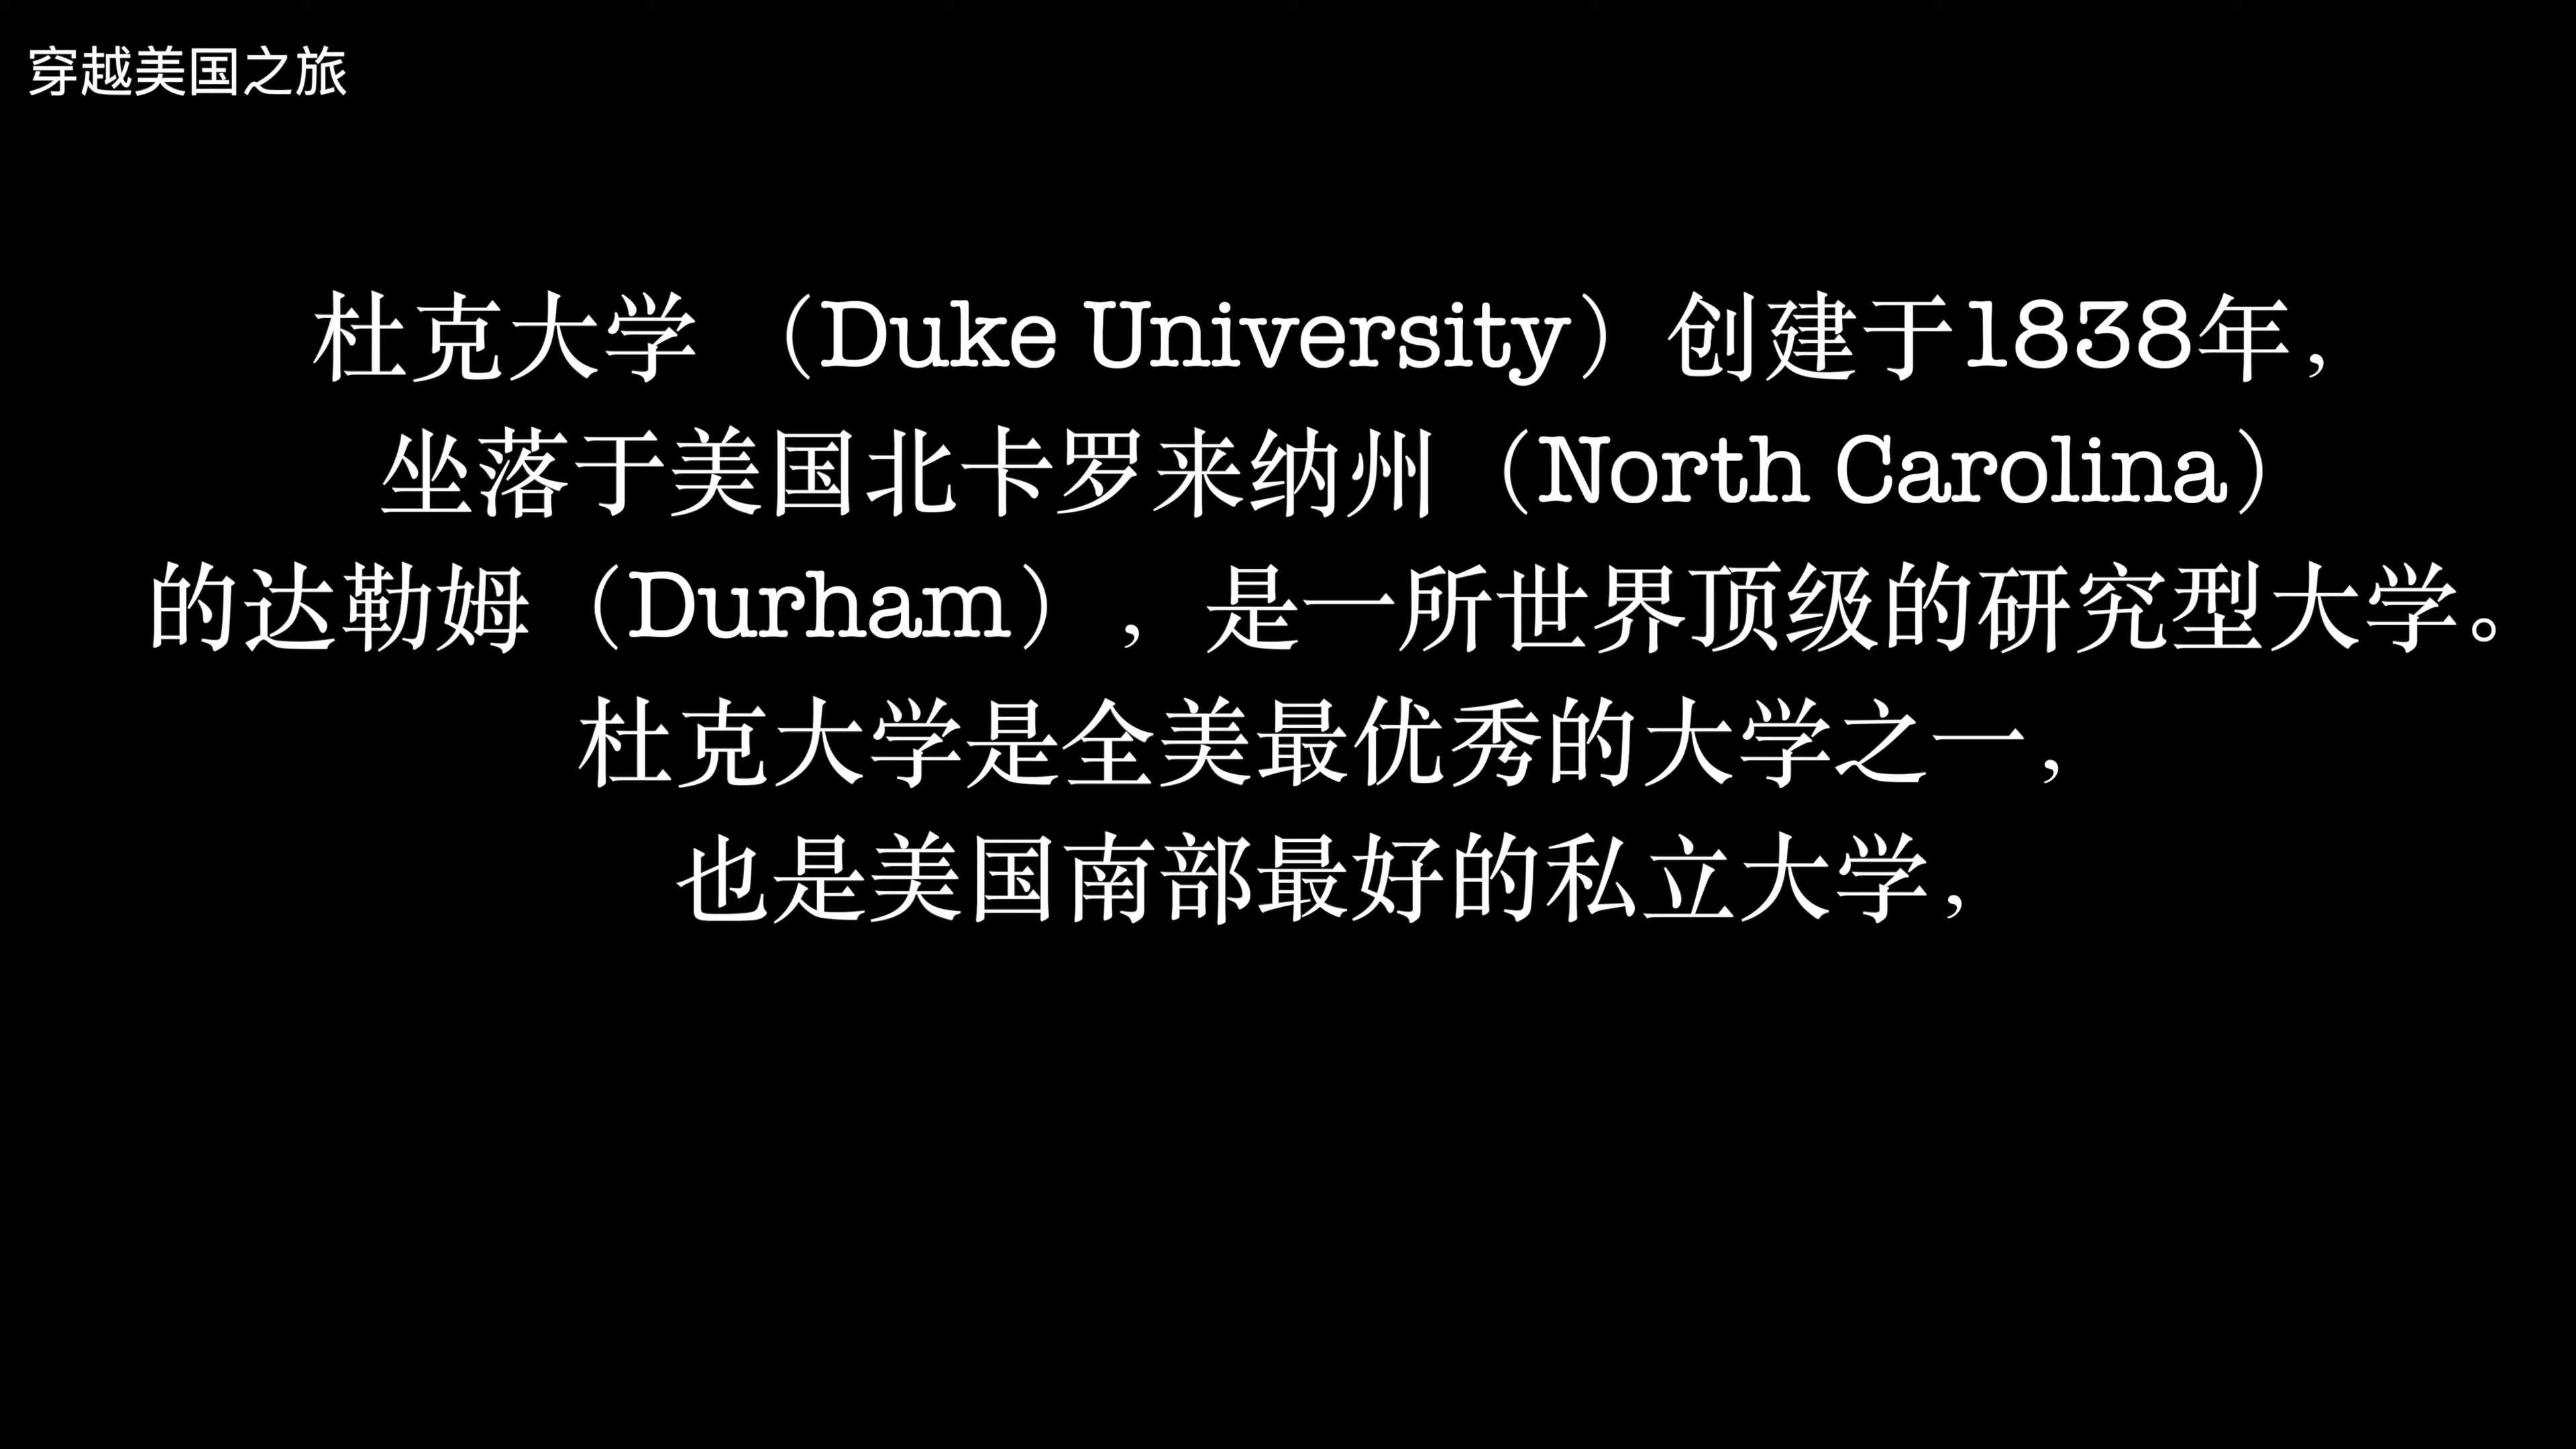 穿越美国之旅
杜克大学 （Duke University）创建于1838年，
坐落于美国北卡罗来纳州（North Carolina）
的达勒姆（Durham），是一所世界顶级的研究型大学。
杜克大学是全美最优秀的大学之一，
也是美国南部最好的私立大学，